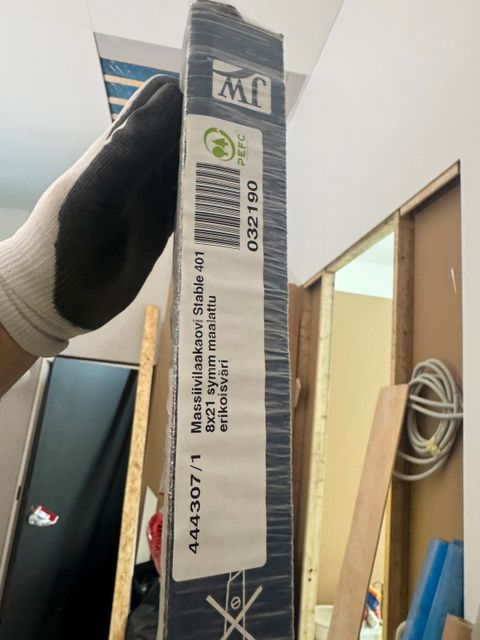 JW
PEFC
032190
Massiivilaakaovi Stable 401
8x21 symm maalattu
erikoisväri
444307/1